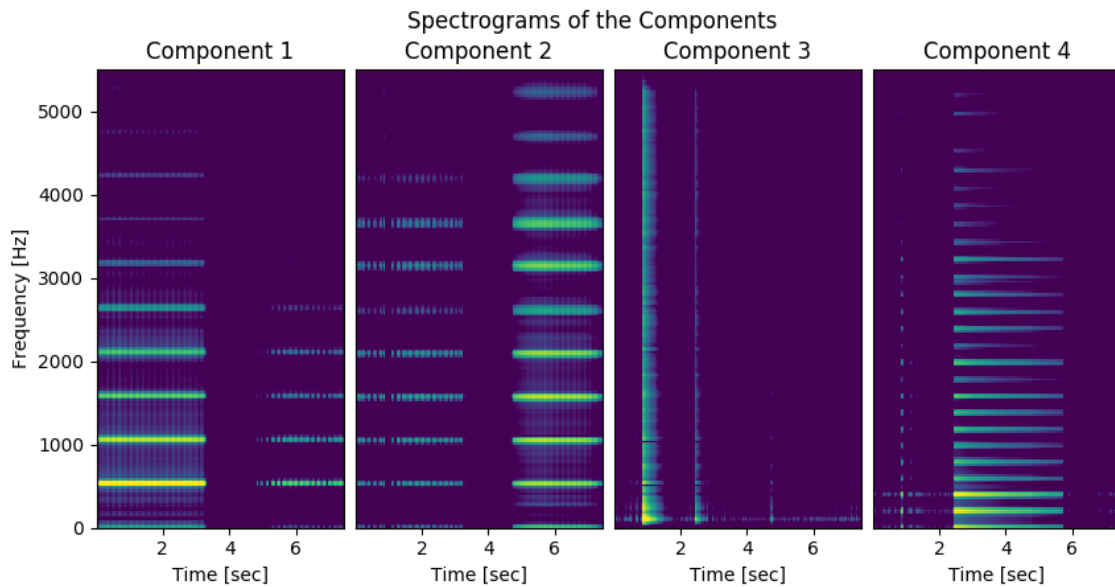 Spectrograms of the Components
Component 1 Component 2 Component 3 Component 4
Frequency [Hz]
5000
4000
3000
2000
1000
0
2 4 6 2 4 6 2 4 6 2 4 6
Time [sec] Time [sec] Time [sec] Time [sec]